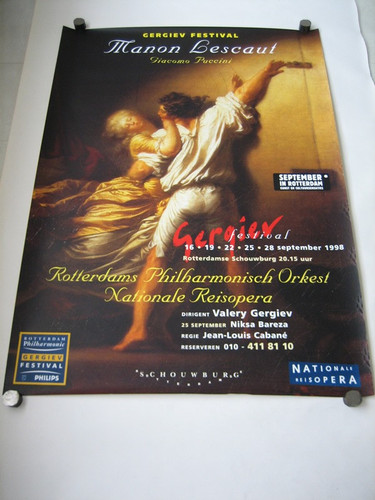 GERGIEV FESTIVAL
Manon Lescaut
Giacomo Puccini
SEPTEMBER
IN ROTTERDAM
Gergiev
festival
16 • 19 • 22 • 25 • 28 september 1998
Rotterdamse Schouwburg 20.15 uur
Rotterdams Philharmonisch Orkest
Nationale Reisopera
DIRIGENT Valery Gergiev
25 SEPTEMBER Niksa Bareza
REGIE Jean-Louis Cabané
RESERVEREN 010 - 411 81 10
ROTTERDAM
Philharmonic
GERGIEV
FESTIVAL
PHILIPS
SCHOUWBURG
NATIONALE
REISOPERA